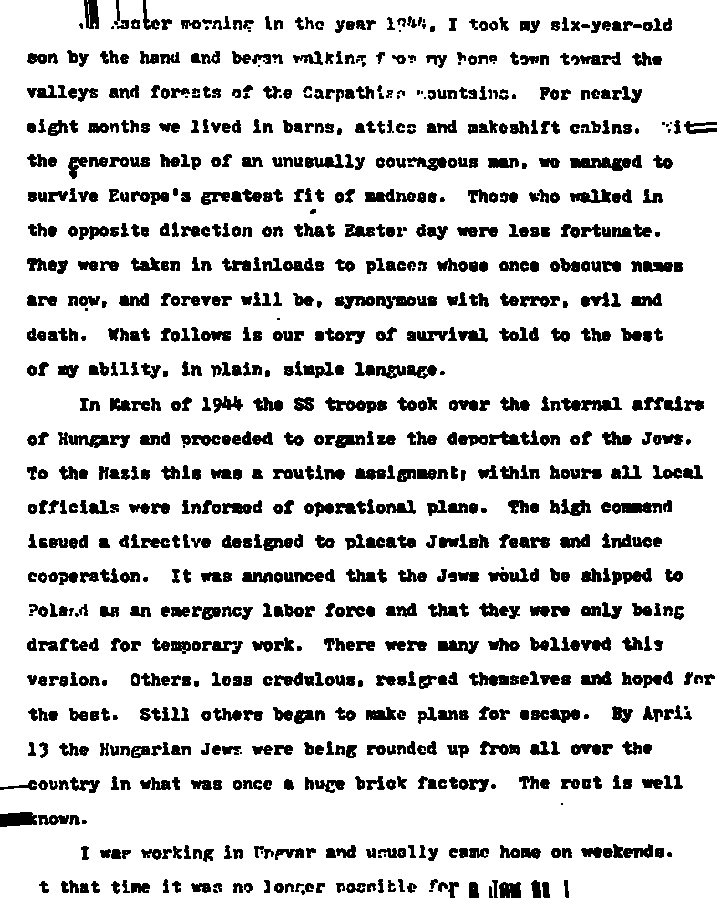 On Easter morning in the year 1944, I took my six-year-old
son by the hand and began walking from my home town toward the
valleys and forests of the Carpathian mountains. For nearly
eight months we lived in barns, attics and makeshift cabins. With
the generous help of an unusually courageous man, we managed to
survive Europe's greatest fit of madness. Those who walked in
the opposite direction on that Easter day were less fortunate.
They were taken in trainloads to places whose once obscure names
are now, and forever will be, synonymous with terror, evil and
death. What follows is our story of survival told to the best
of my ability, in plain, simple language.
In March of 1944 the SS troops took over the internal affairs
of Hungary and proceeded to organize the deportation of the Jews.
To the Nazis this was a routine assignment; within hours all local
officials were informed of operational plans. The high command
issued a directive designed to placate Jewish fears and induce
cooperation. It was announced that the Jews would be shipped to
Poland as an emergency labor force and that they were only being
drafted for temporary work. There were many who believed this
version. Others, less credulous, resigned themselves and hoped for
the best. Still others began to make plans for escape. By April
13 the Hungarian Jews were being rounded up from all over the
country in what was once a huge brick factory. The rest is well
known.
I was working in Ungvar and usually came home on weekends.
t that time it was no longer possible for a Jew